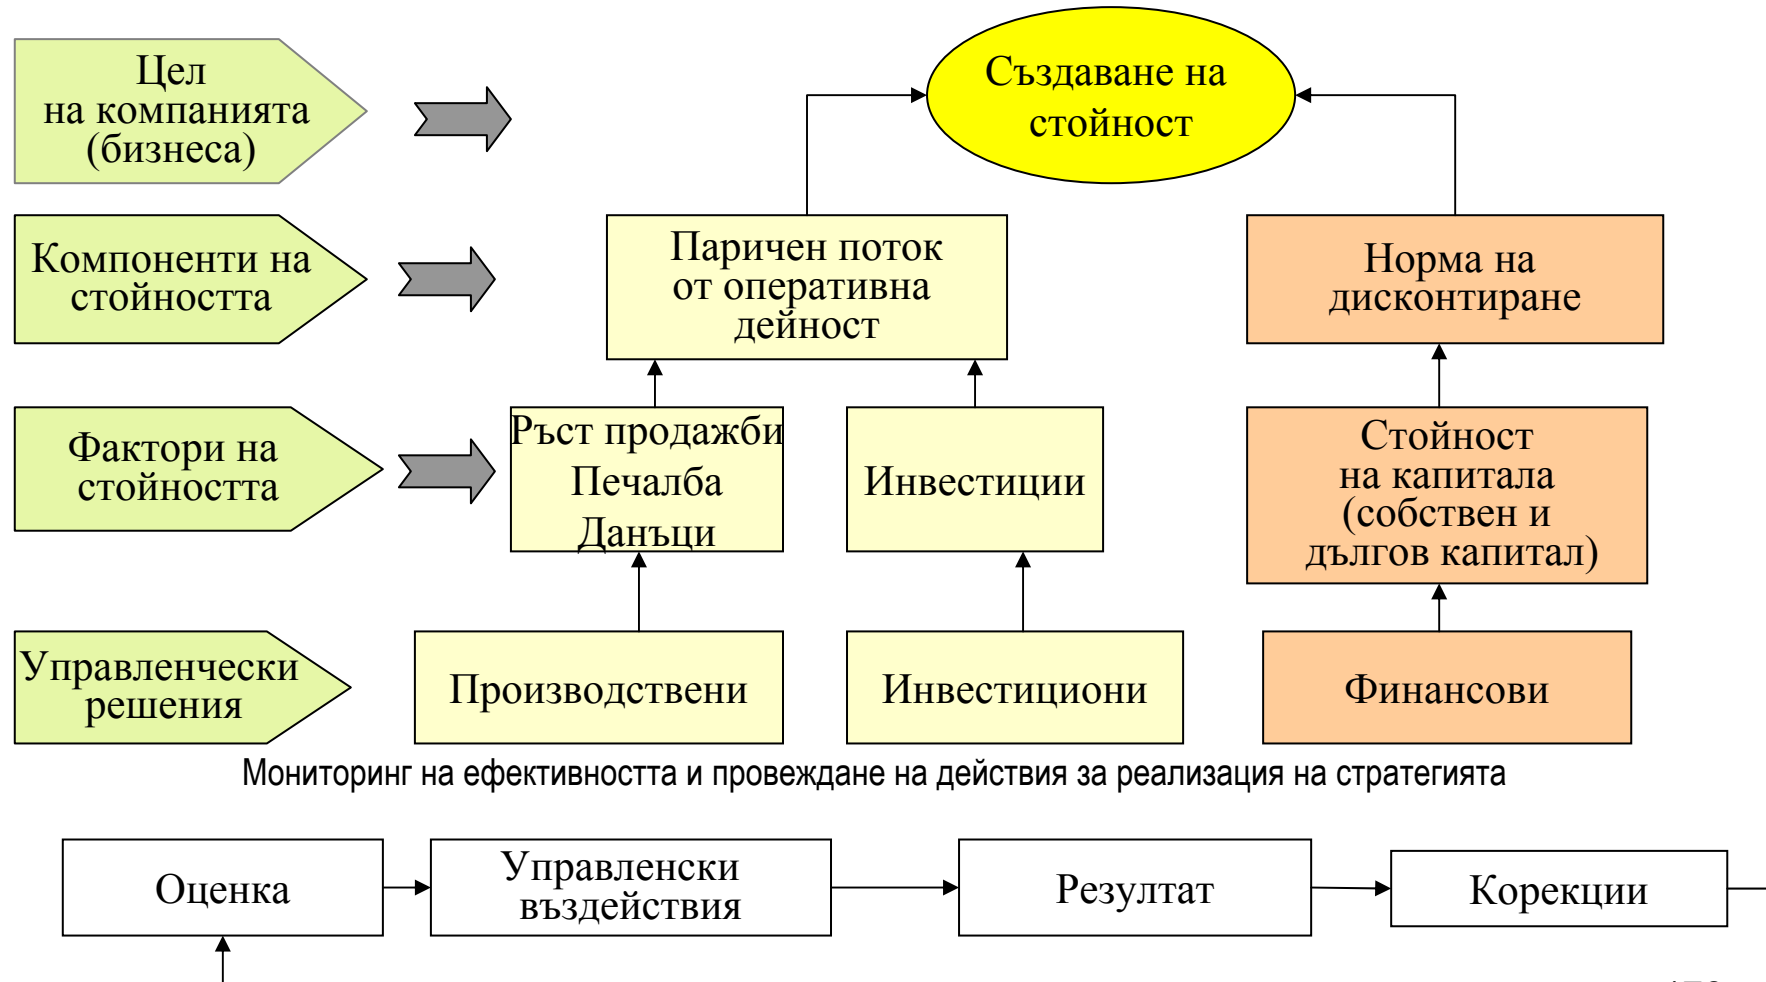 Цел
на компанията
(бизнеса)
Създаване на
стойност
Компоненти на
стойността
Паричен поток
от оперативна
дейност
Норма на
дисконтиране
Фактори на
стойността
Ръст продажби
Печалба
Данъци
Инвестиции
Стойност
на капитала
(собствен и
дългов капитал)
Управленчески
решения
Производствени
Инвестициони
Финансови
Мониторинг на ефективността и провеждане на действия за реализация на стратегията
Оценка
Управленски
въздействия
Резултат
Корекции